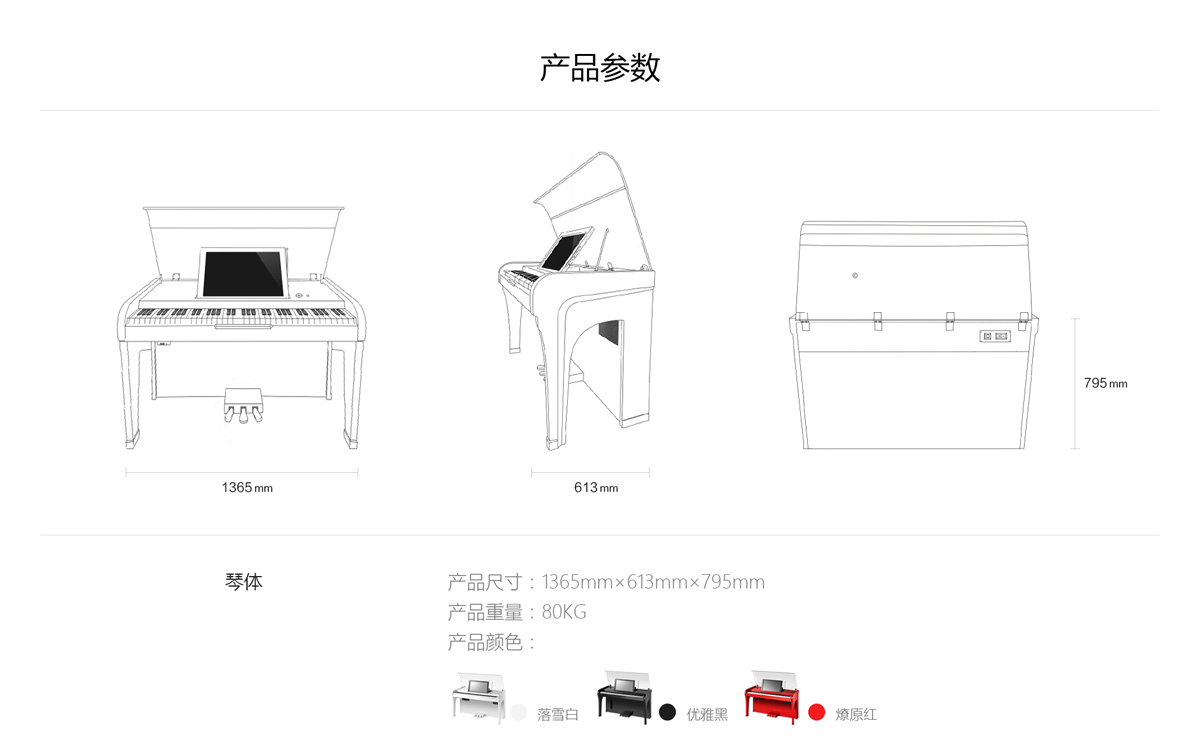 产品参数
795 mm
1365 mm
613 mm
琴体
产品尺寸：1365mm×613mm×795mm
产品重量：80KG
产品颜色：
落雪白
优雅黑
燎原红